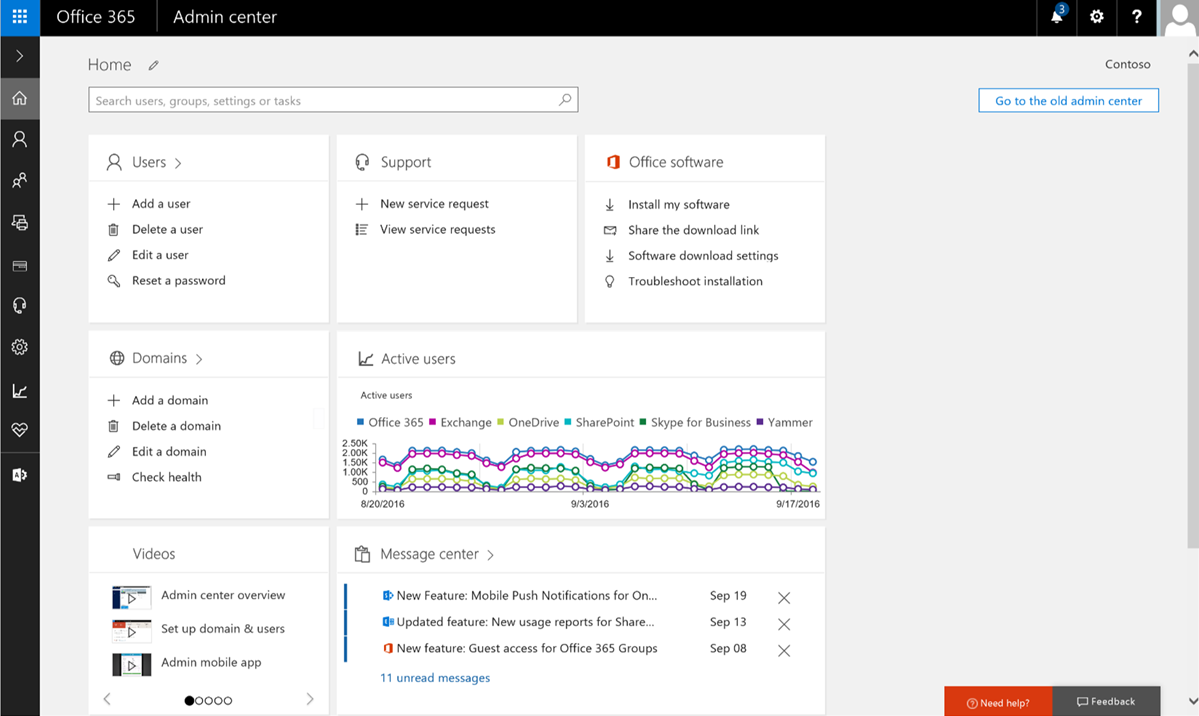 Office 365
Admin center
3
?
Home
Contoso
Search users, groups, settings or tasks
Go to the old admin center
Users
Add a user
Delete a user
Edit a user
Reset a password
Support
New service request
View service requests
Office software
Install my software
Share the download link
Software download settings
Troubleshoot installation
Domains
Add a domain
Delete a domain
Edit a domain
Check health
Active users
Active users
Office 365 Exchange OneDrive SharePoint Skype for Business Yammer
2.50K
2.00K
1.50K
1.00K
500
0
8/20/2016 9/3/2016 9/17/2016
Videos
Admin center overview
Set up domain & users
Admin mobile app
Message center
New Feature: Mobile Push Notifications for On... Sep 19
Updated feature: New usage reports for Share... Sep 13
New feature: Guest access for Office 365 Groups Sep 08
11 unread messages
Need help?
Feedback